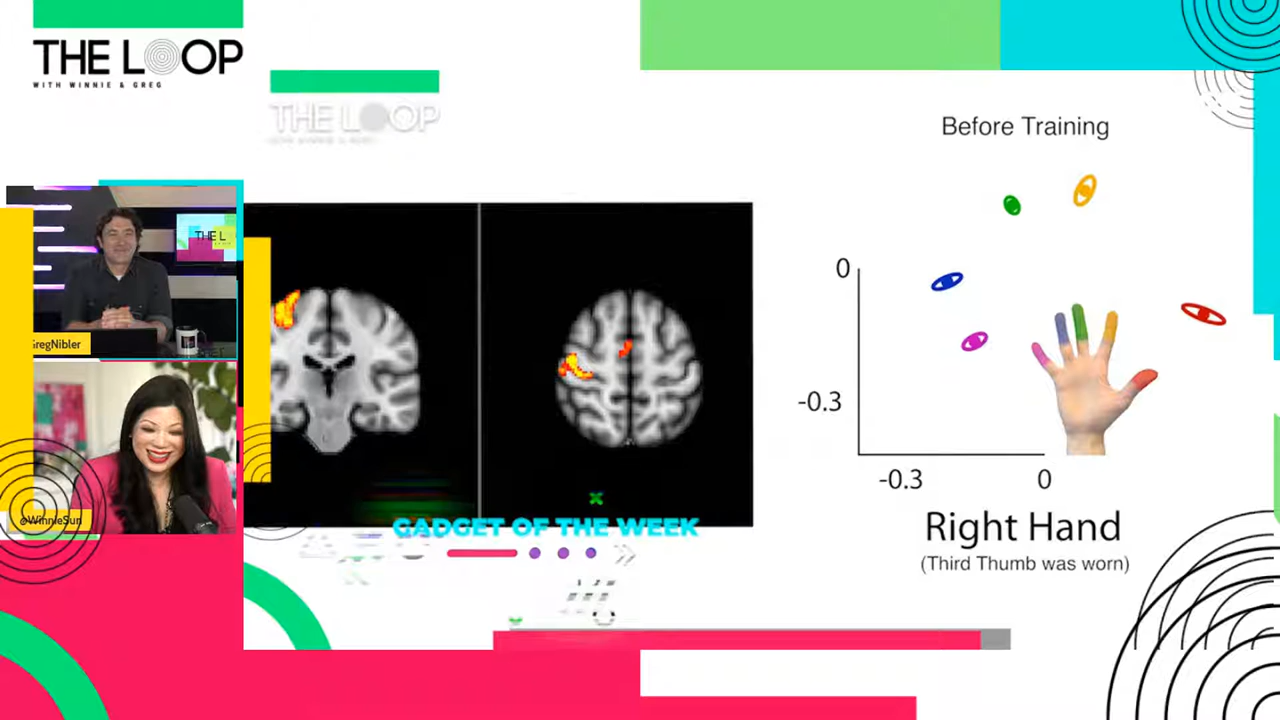 THE LOOP
WITH WINNIE & GREG
THE LOOP
Before Training
THE L
GregNibler
@WinnieSun
0
-0.3
-0.3
0
GADGET OF THE WEEK
Right Hand
(Third Thumb was worn)